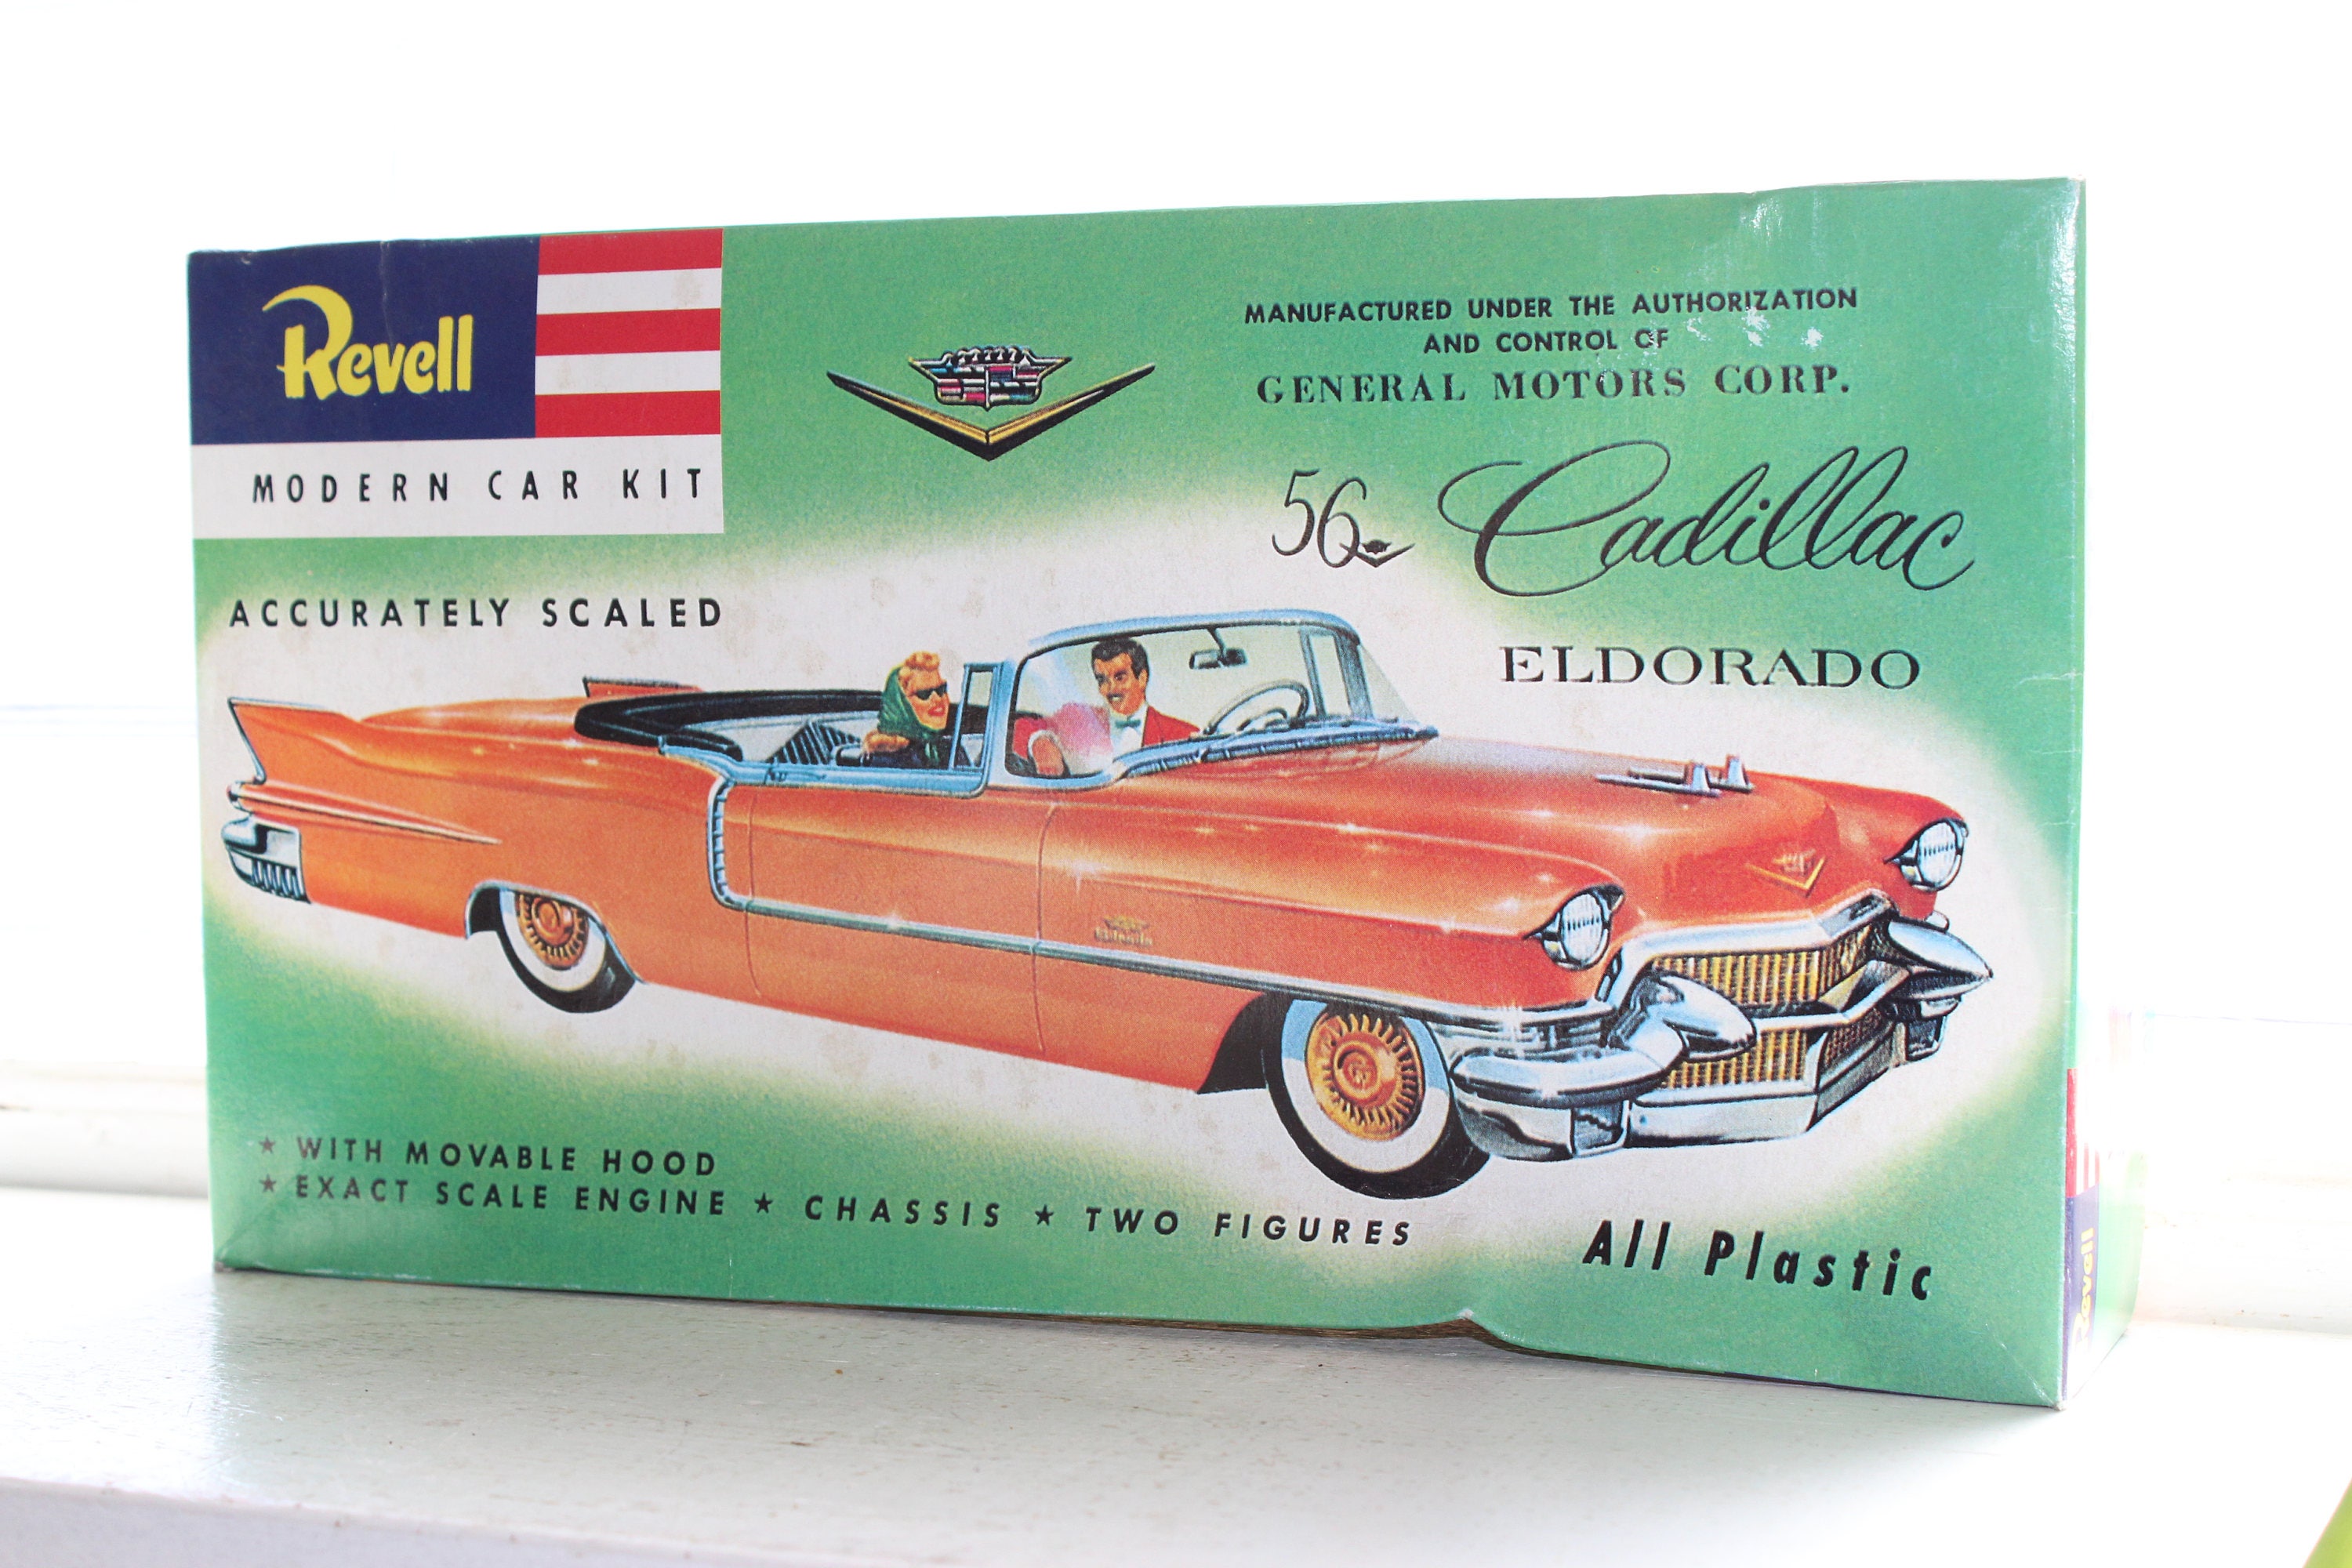 Revell
MODERN CAR KIT
ACCURATELY SCALED
MANUFACTURED UNDER THE AUTHORIZATION
AND CONTROL OF
GENERAL MOTORS CORP.
56 Cadillac
ELDORADO
★ WITH MOVABLE HOOD
★ EXACT SCALE ENGINE ★ CHASSIS ★ TWO FIGURES
All Plastic
Revell